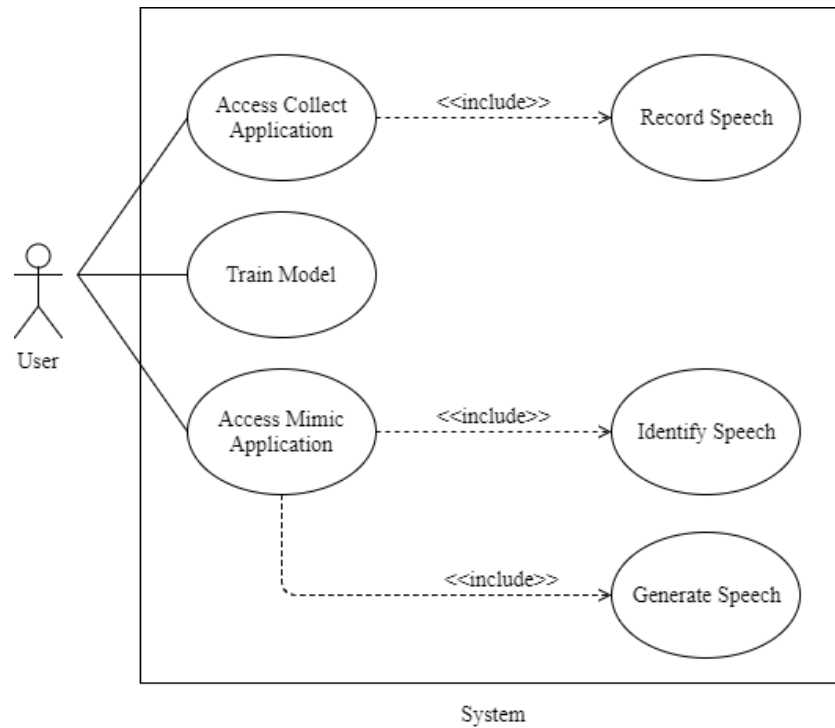 Access Collect
Application
<<include>>
Record Speech
Train Model
User
Access Mimic
Application
<<include>>
Identify Speech
<<include>>
Generate Speech
System